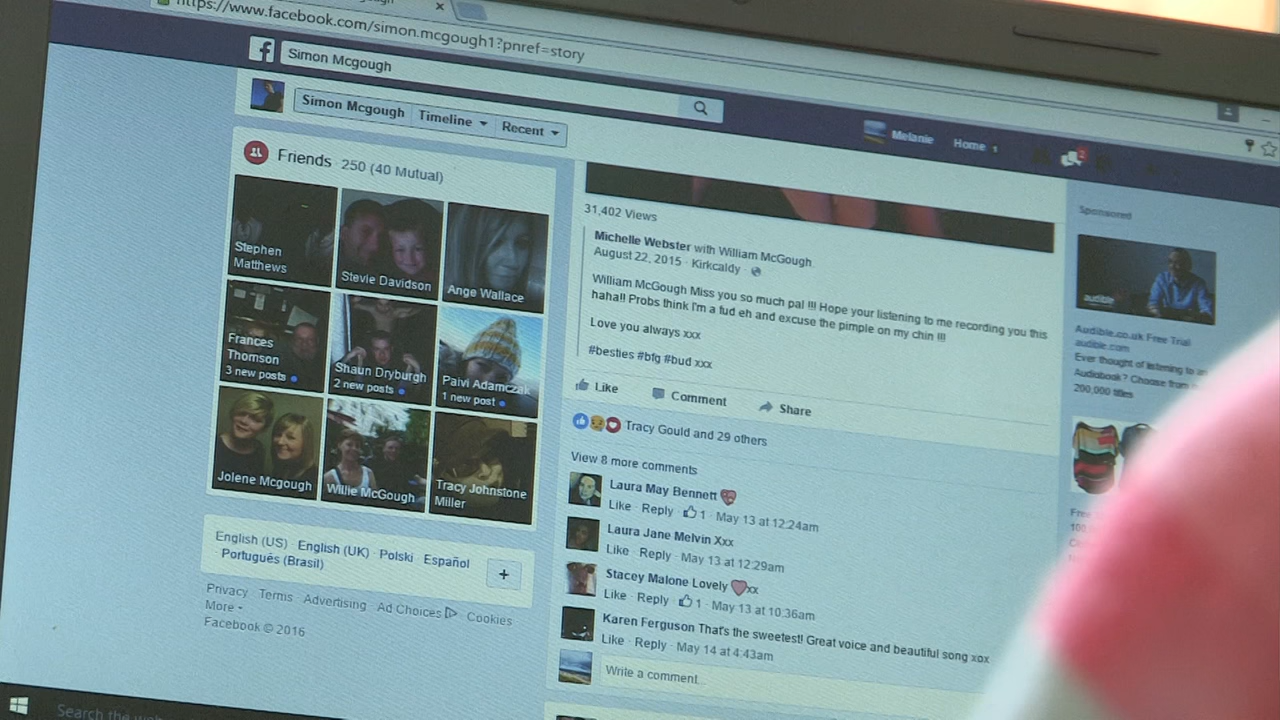 https://www.facebook.com/simon.mcgough1?pnref=story
Simon Mcgough
Simon Mcgough Timeline Recent
Melanie Home 1
2
Friends 250 (40 Mutual)
Stephen
Matthews
Stevie Davidson
Ange Wallace
Frances
Thomson
3 new posts
Shaun Dryburgh
2 new posts
Paivi Adamczak
1 new post
Jolene Mcgough
Willie McGough
Tracy Johnstone
Miller
English (US) · English (UK) · Polski · Español
Português (Brasil)
+
Privacy · Terms · Advertising · Ad Choices · Cookies
More
Facebook © 2016
31,402 Views
Michelle Webster with William McGough.
August 22, 2015 · Kirkcaldy ·
William McGough Miss you so much pal !!! Hope your listening to me recording you this
haha!! Probs think I'm a tud eh and excuse the pimple on my chin !!!
Love you always xxx
#besties #bfg #bud xxx
Like Comment Share
Tracy Gould and 29 others
View 8 more comments
Laura May Bennett
Like · Reply · 1 · May 13 at 12:24am
Laura Jane Melvin Xxx
Like · Reply · May 13 at 12:29am
Stacey Malone Lovely xx
Like · Reply · 1 · May 13 at 10:36am
Karen Ferguson That's the sweetest! Great voice and beautiful song xox
Like · Reply · May 14 at 4:43am
Write a comment...
Sponsored
audible
Audible.co.uk Free Trial
audible.com
Ever thought of listening to
Audiobook? Choose from
200,000 titles
Search the web